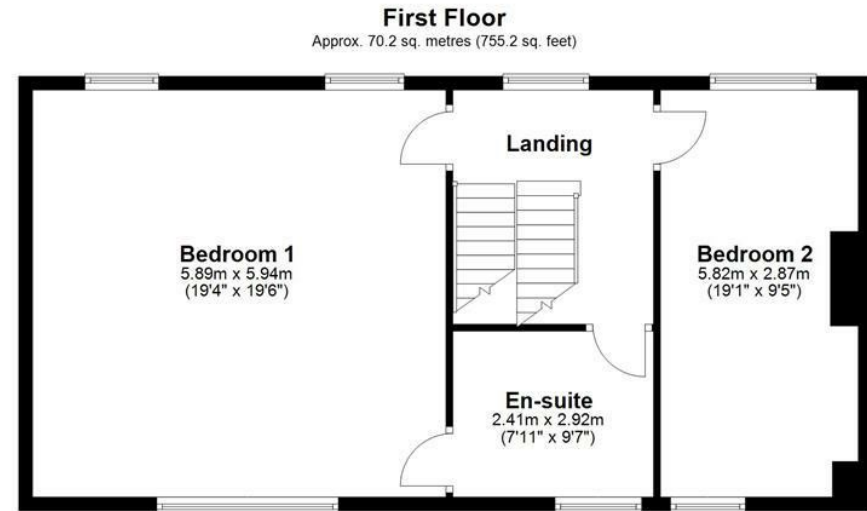 First Floor
Approx. 70.2 sq. metres (755.2 sq. feet)
Landing
Bedroom 1
5.89m x 5.94m
(19'4" x 19'6")
Bedroom 2
5.82m x 2.87m
(19'1" x 9'5")
En-suite
2.41m x 2.92m
(7'11" x 9'7")